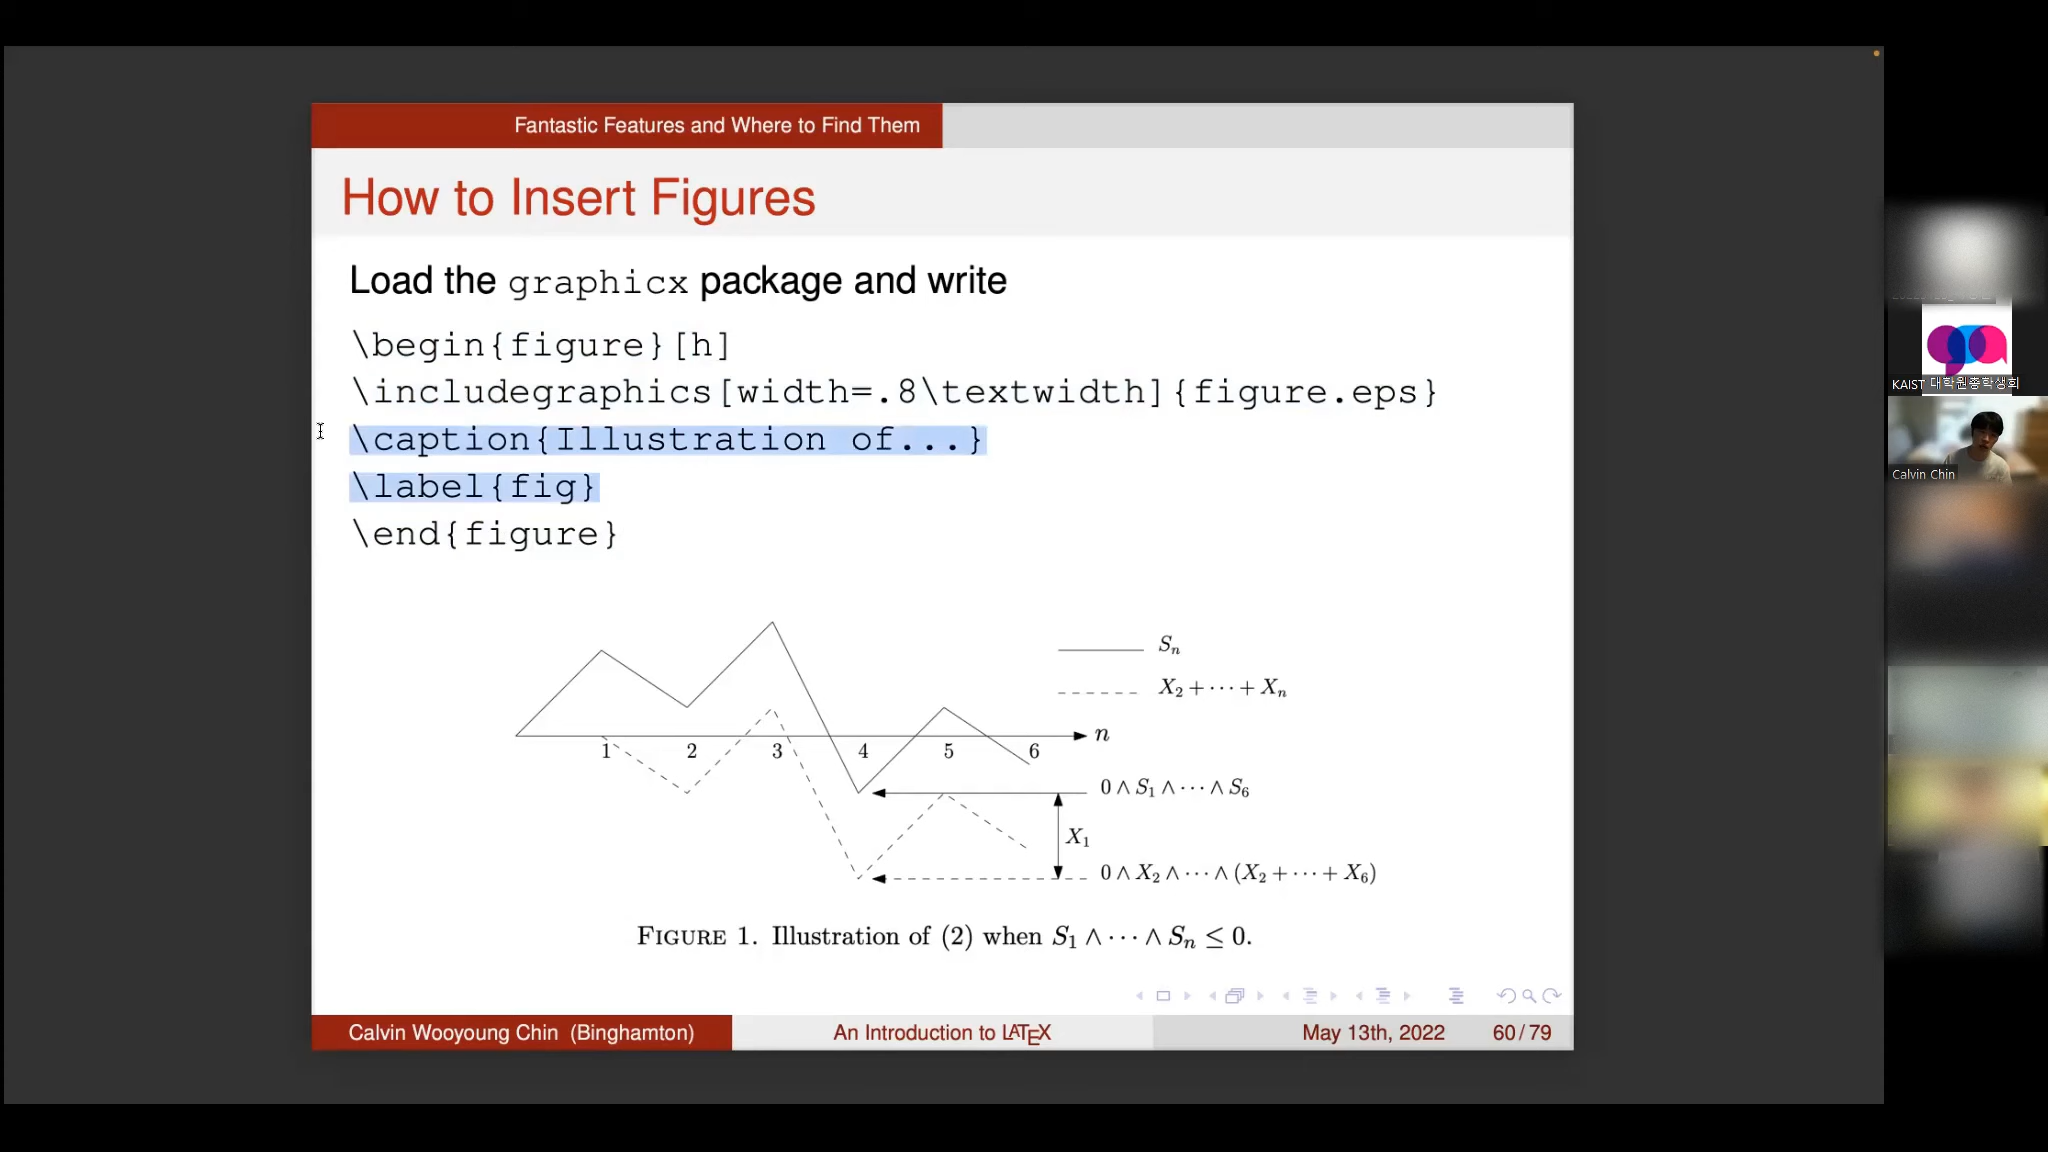 Fantastic Features and Where to Find Them
How to Insert Figures
Load the graphicx package and write
\begin{figure}[h]
\includegraphics[width=.8\textwidth]{figure.eps}
\caption{Illustration of...}
\label{fig}
\end{figure}
Sₙ
X₂ + ⋯ + Xₙ
n
1 2 3 4 5 6
0 ∧ S₁ ∧ ⋯ ∧ S₆
X₁
0 ∧ X₂ ∧ ⋯ ∧ (X₂ + ⋯ + X₆)
FIGURE 1. Illustration of (2) when S₁ ∧ ⋯ ∧ Sₙ ≤ 0.
Calvin Wooyoung Chin (Binghamton) An Introduction to LATEX May 13th, 2022 60/79
KAIST 대학원총학생회
Calvin Chin